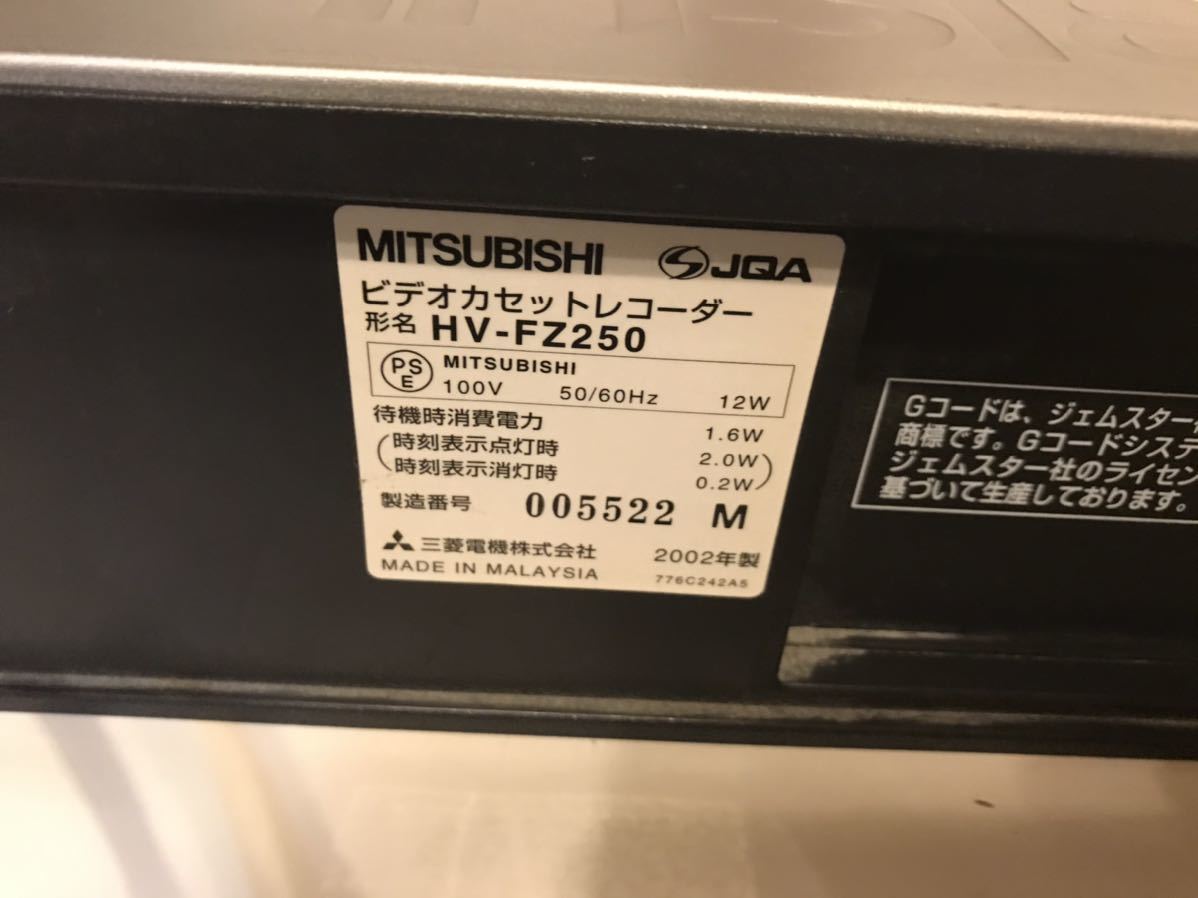 MITSUBISHI JQA
ビデオカセットレコーダー
形名 HV-FZ250
PSE MITSUBISHI
100V 50/60Hz 12W
待機時消費電力 1.6W
(時刻表示点灯時 2.0W
時刻表示消灯時 0.2W)
製造番号 005522 M
三菱電機株式会社 2002年製
MADE IN MALAYSIA 776C242A5
Gコードは、ジェムスター
商標です。Gコードシステ
ジェムスター社のライセン
基づいて生産しております。